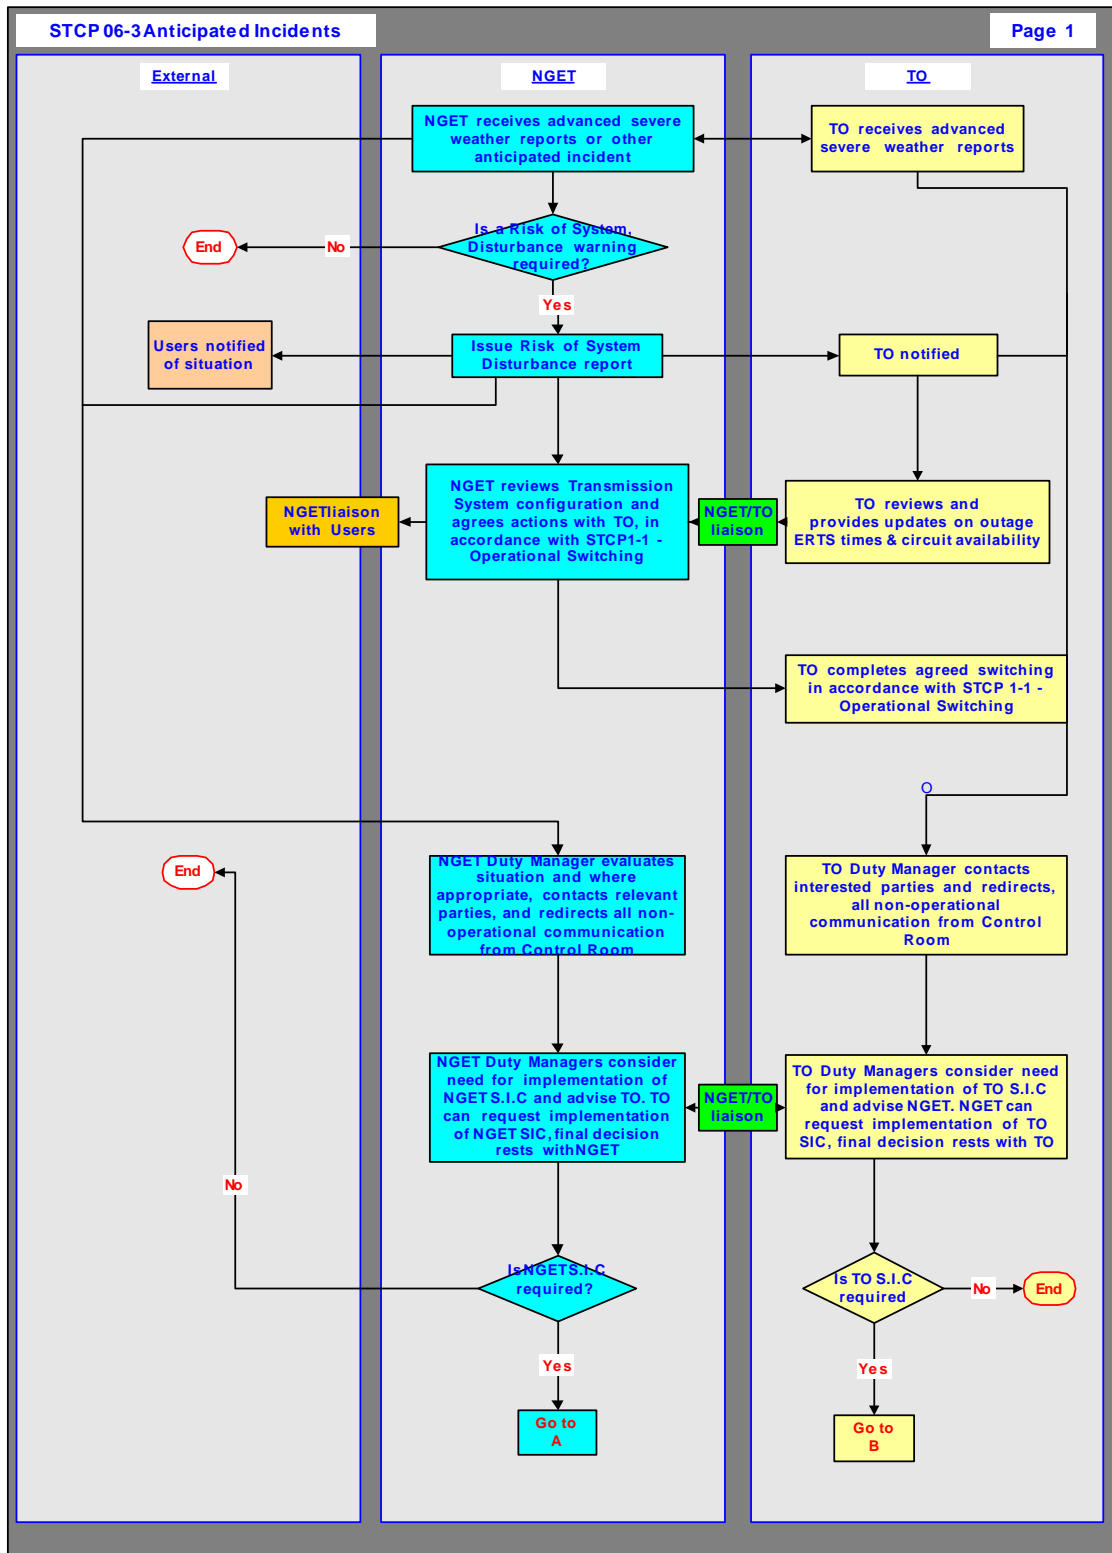 STCP 06-3 Anticipated Incidents
Page 1
External
NGET
TO
NGET receives advanced severe
weather reports or other
anticipated incident
TO receives advanced
severe weather reports
Is a Risk of System,
Disturbance warning
required?
No
End
Yes
Users notified
of situation
Issue Risk of System
Disturbance report
TO notified
NGET reviews Transmission
System configuration and
agrees actions with TO, in
accordance with STCP1-1 -
Operational Switching
NGETliaison
with Users
NGET/TO
liaison
TO reviews and
provides updates on outage
ERTS times & circuit availability
TO completes agreed switching
in accordance with STCP 1-1 -
Operational Switching
O
End
NGET Duty Manager evaluates
situation and where
appropriate, contacts relevant
parties, and redirects all non-
operational communication
from Control Room
TO Duty Manager contacts
interested parties and redirects,
all non-operational
communication from Control
Room
NGET Duty Managers consider
need for implementation of
NGET S.I.C and advise TO. TO
can request implementation
of NGET SIC, final decision
rests withNGET
NGET/TO
liaison
TO Duty Managers consider need
for implementation of TO S.I.C
and advise NGET. NGET can
request implementation of TO
SIC, final decision rests with TO
No
IsNGETS.I.C
required?
Is TO S.I.C
required
No
End
Yes
Yes
Go to
A
Go to
B